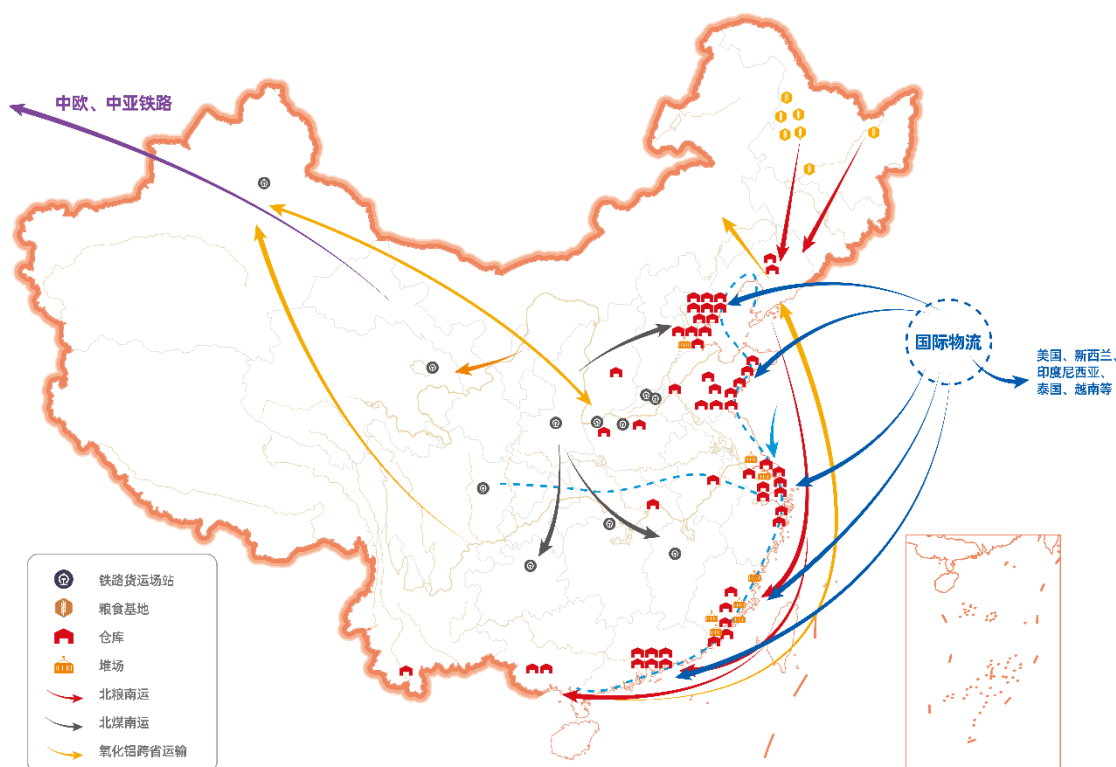 中欧、中亚铁路
国际物流
美国、新西兰、
印度尼西亚、
泰国、越南等
铁路货运场站
粮食基地
仓库
堆场
北粮南运
北煤南运
氧化铝跨省运输